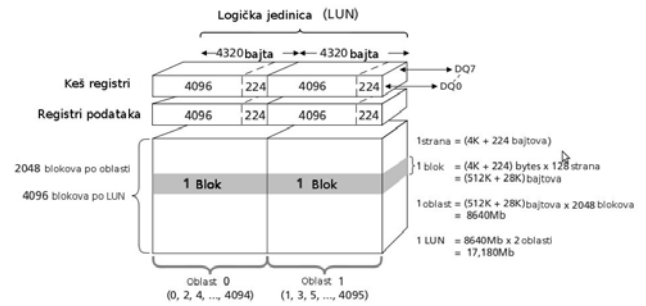 Logička jedinica (LUN)
4320 bajta 4320 bajta
DQ7
Keš registri 4096 224 4096 224 DQ0
Registri podataka 4096 224 4096 224
1 strana = (4K + 224 bajtova)
2048 blokova po oblasti
1 blok = (4K + 224) bytes x 128 strana
= (512K + 28K) bajtova
4096 blokova po LUN
1 Blok 1 Blok
1 oblast = (512K + 28K) bajtova x 2048 blokova
= 8640Mb
1 LUN = 8640Mb x 2 oblasti
= 17,180Mb
Oblast 0 Oblast 1
(0, 2, 4, ..., 4094) (1, 3, 5, ..., 4095)